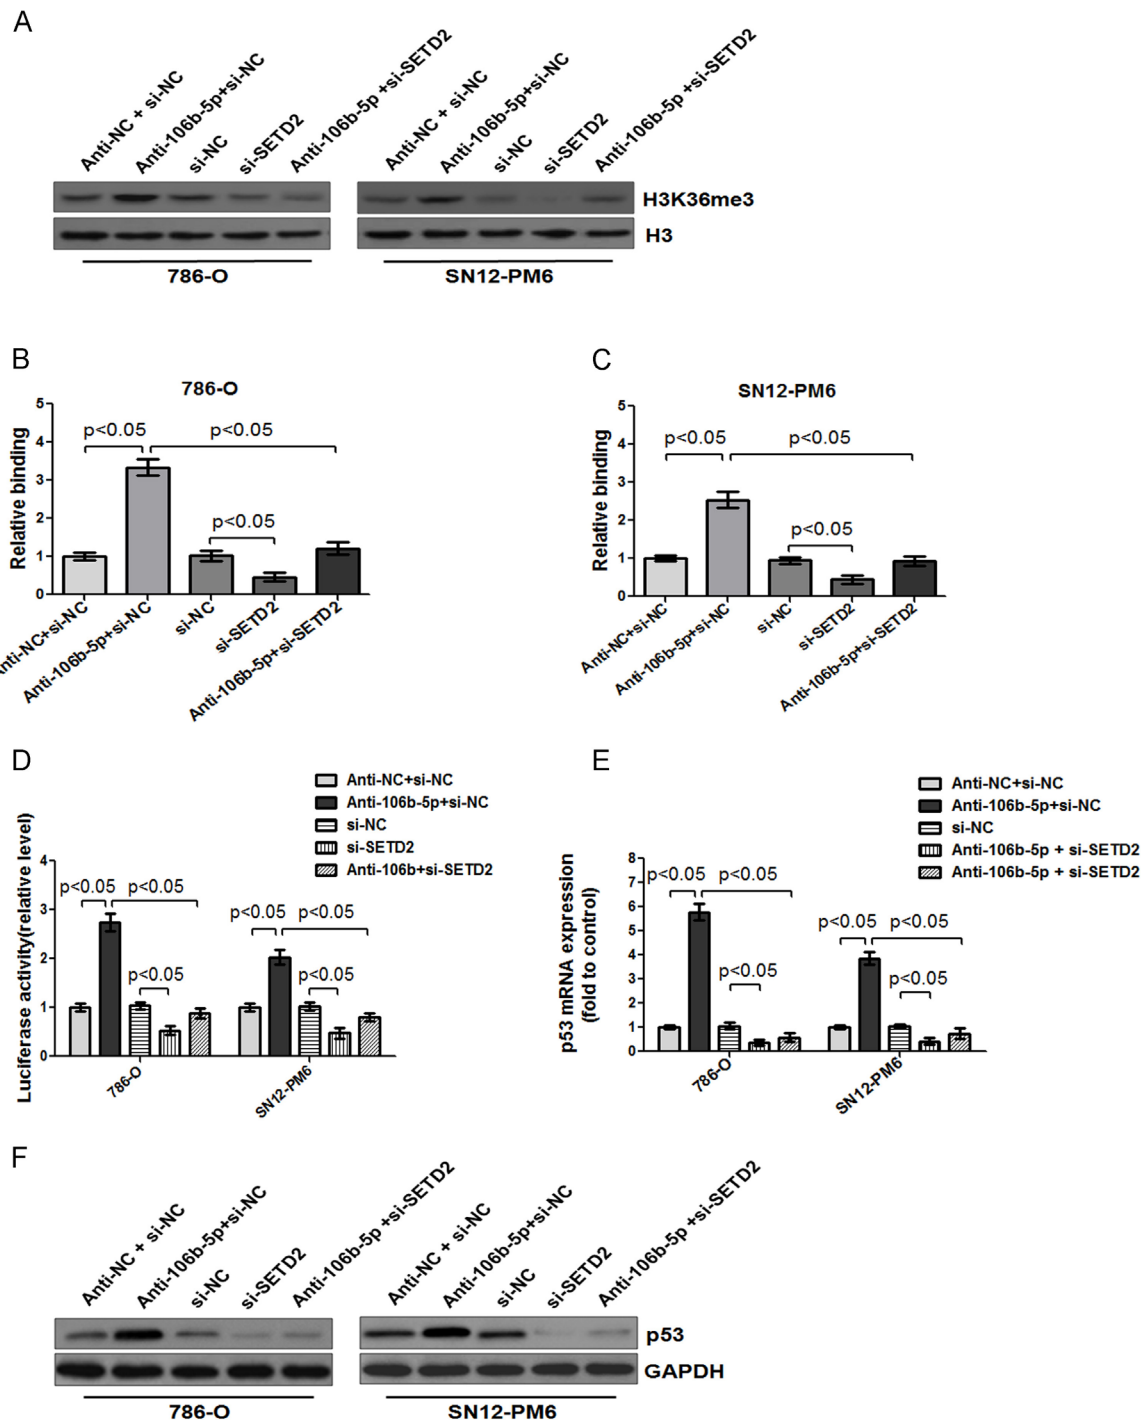 A
Anti-NC + si-NC
Anti-106b-5p+si-NC
si-NC
si-SETD2
Anti-106b-5p +si-SETD2
Anti-NC + si-NC
Anti-106b-5p+si-NC
si-NC
si-SETD2
Anti-106b-5p +si-SETD2
H3K36me3
H3
786-O
SN12-PM6
B
786-O
Relative binding
5
4
3
2
1
0
p<0.05
p<0.05
p<0.05
Anti-NC+si-NC
Anti-106b-5p+si-NC
si-NC
si-SETD2
Anti-106b-5p+si-SETD2
C
SN12-PM6
Relative binding
5
4
3
2
1
0
p<0.05
p<0.05
p<0.05
Anti-NC+si-NC
Anti-106b-5p+si-NC
si-NC
si-SETD2
Anti-106b-5p+si-SETD2
D
Anti-NC+si-NC
Anti-106b-5p+si-NC
si-NC
si-SETD2
Anti-106b+si-SETD2
Luciferase activity(relative level)
4
3
2
1
0
p<0.05
p<0.05
p<0.05
p<0.05
p<0.05
p<0.05
786-O
SN12-PM6
E
Anti-NC+si-NC
Anti-106b-5p+si-NC
si-NC
Anti-106b-5p + si-SETD2
Anti-106b-5p + si-SETD2
p53 mRNA expression
(fold to control)
8
7
6
5
4
3
2
1
0
p<0.05
p<0.05
p<0.05
p<0.05
p<0.05
p<0.05
786-O
SN12-PM6
F
Anti-NC + si-NC
Anti-106b-5p+si-NC
si-NC
si-SETD2
Anti-106b-5p +si-SETD2
Anti-NC + si-NC
Anti-106b-5p+si-NC
si-NC
si-SETD2
Anti-106b-5p +si-SETD2
p53
GAPDH
786-O
SN12-PM6